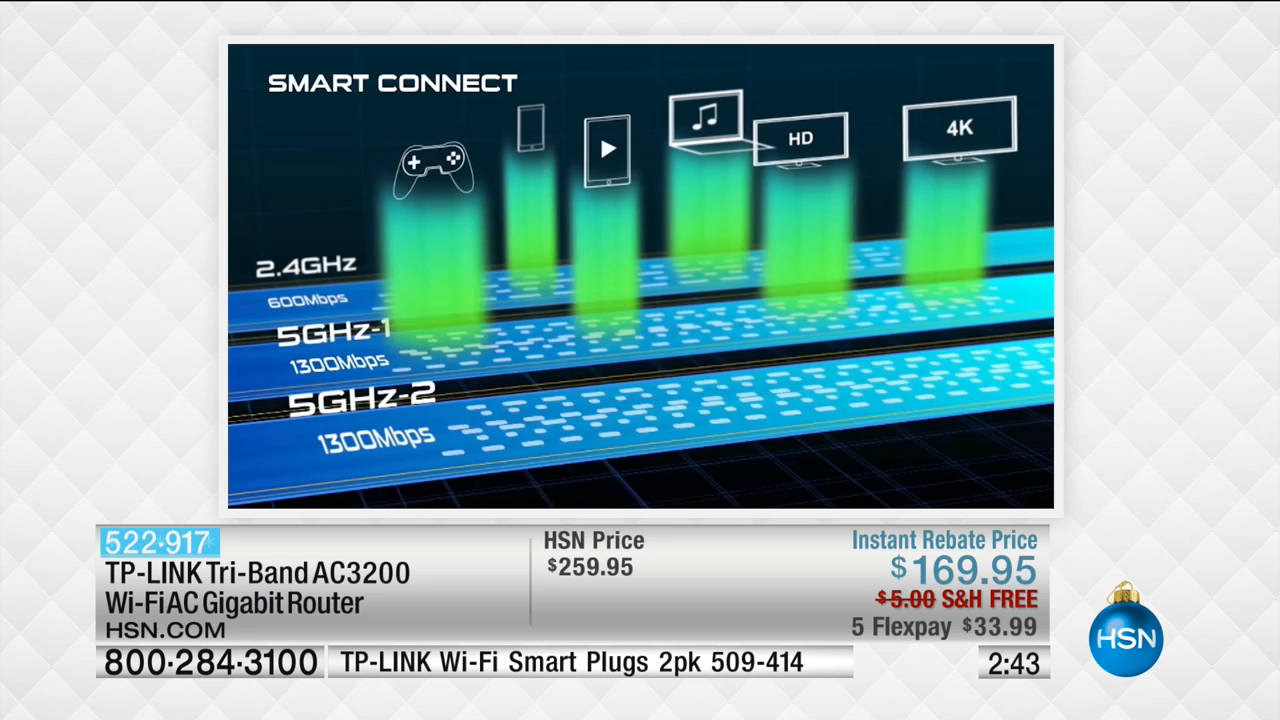 SMART CONNECT
HD
4K
2.4GHz
600Mbps
5GHz-1
1300Mbps
5GHz-2
1300Mbps
522·917
TP-LINK Tri-Band AC3200
Wi-Fi AC Gigabit Router
HSN.COM
HSN Price
$259.95
Instant Rebate Price
$169.95
$5.00 S&H FREE
5 Flexpay $33.99
HSN
800·284·3100
TP-LINK Wi-Fi Smart Plugs 2pk 509-414
2:43